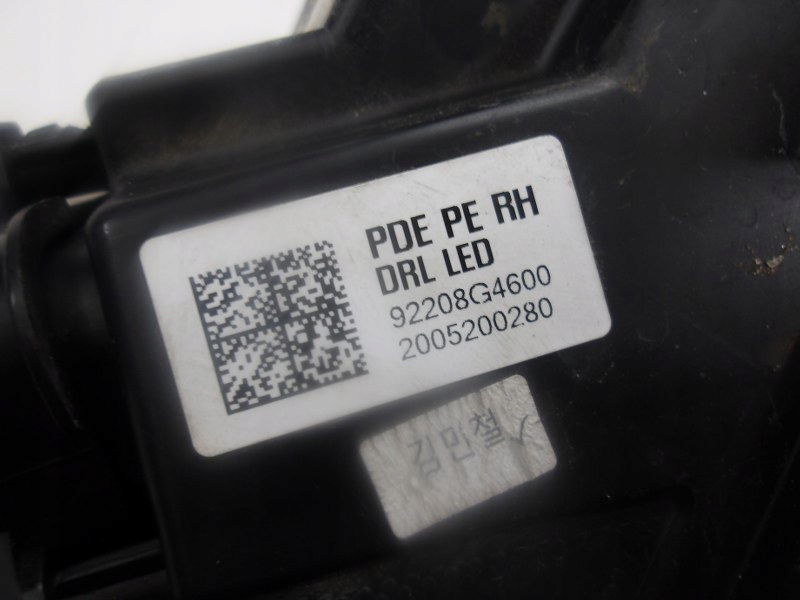 PDE PE RH
DRL LED
92208G4600
2005200280
김민철